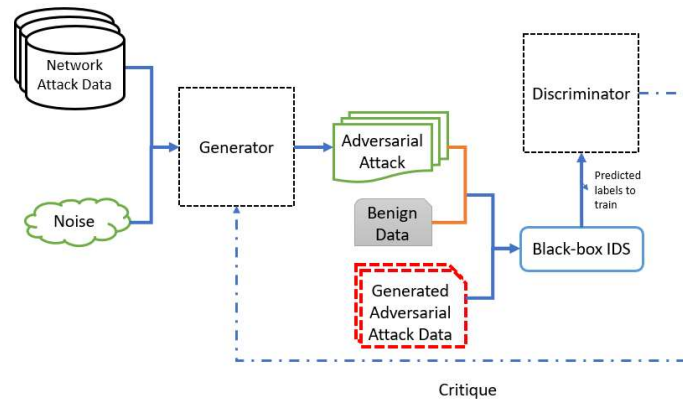 Network
Attack Data
Noise
Generator
Adversarial
Attack
Benign
Data
Generated
Adversarial
Attack Data
Discriminator
Predicted
labels to
train
Black-box IDS
Critique